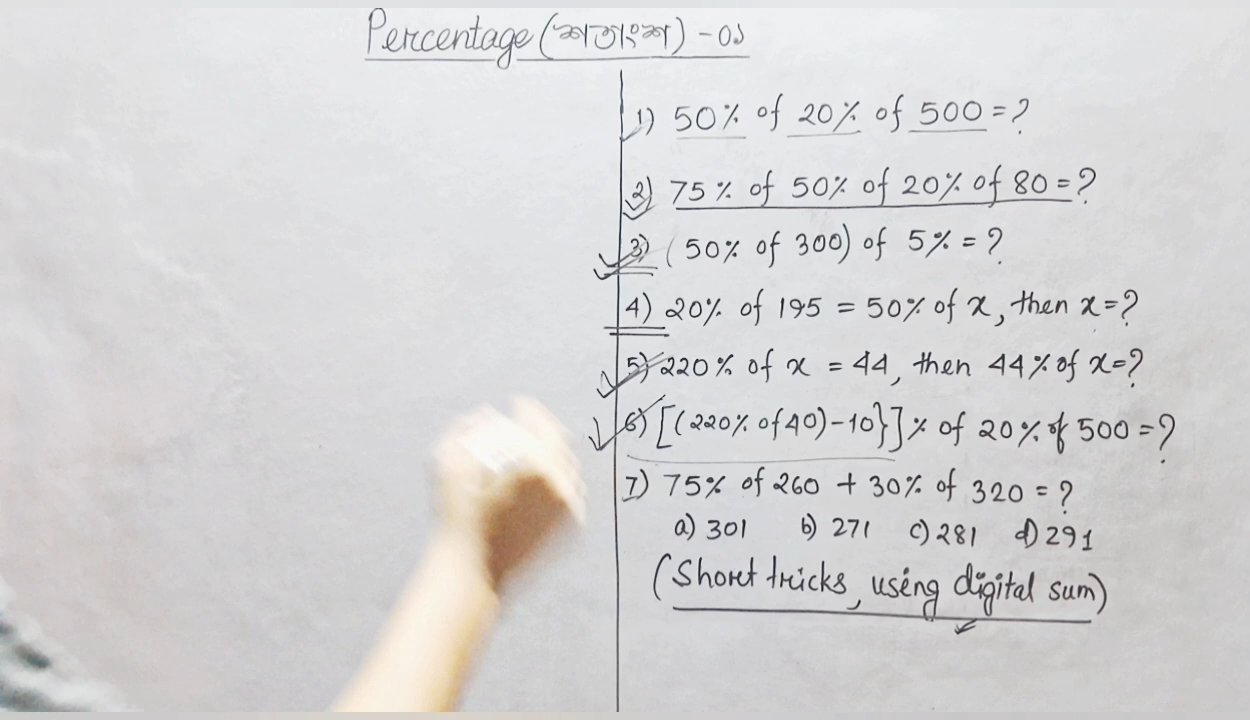 Percentage (শতাংশ) - 01
1) 50% of 20% of 500 = ?
2) 75% of 50% of 20% of 80 = ?
3) (50% of 300) of 5% = ?
4) 20% of 195 = 50% of x, then x = ?
5) 220% of x = 44, then 44% of x = ?
6) [(220% of 40) - 10}]% of 20% of 500 = ?
7) 75% of 260 + 30% of 320 = ?
a) 301 b) 271 c) 281 d) 291
(Short tricks, using digital sum)